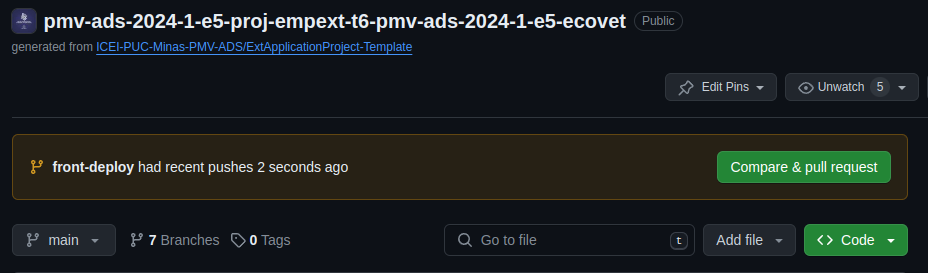 pmv-ads-2024-1-e5-proj-empext-t6-pmv-ads-2024-1-e5-ecovet Public
generated from ICEI-PUC-Minas-PMV-ADS/ExtApplicationProject-Template
Edit Pins Unwatch 5
front-deploy had recent pushes 2 seconds ago Compare & pull request
main 7 Branches 0 Tags Go to file t Add file Code